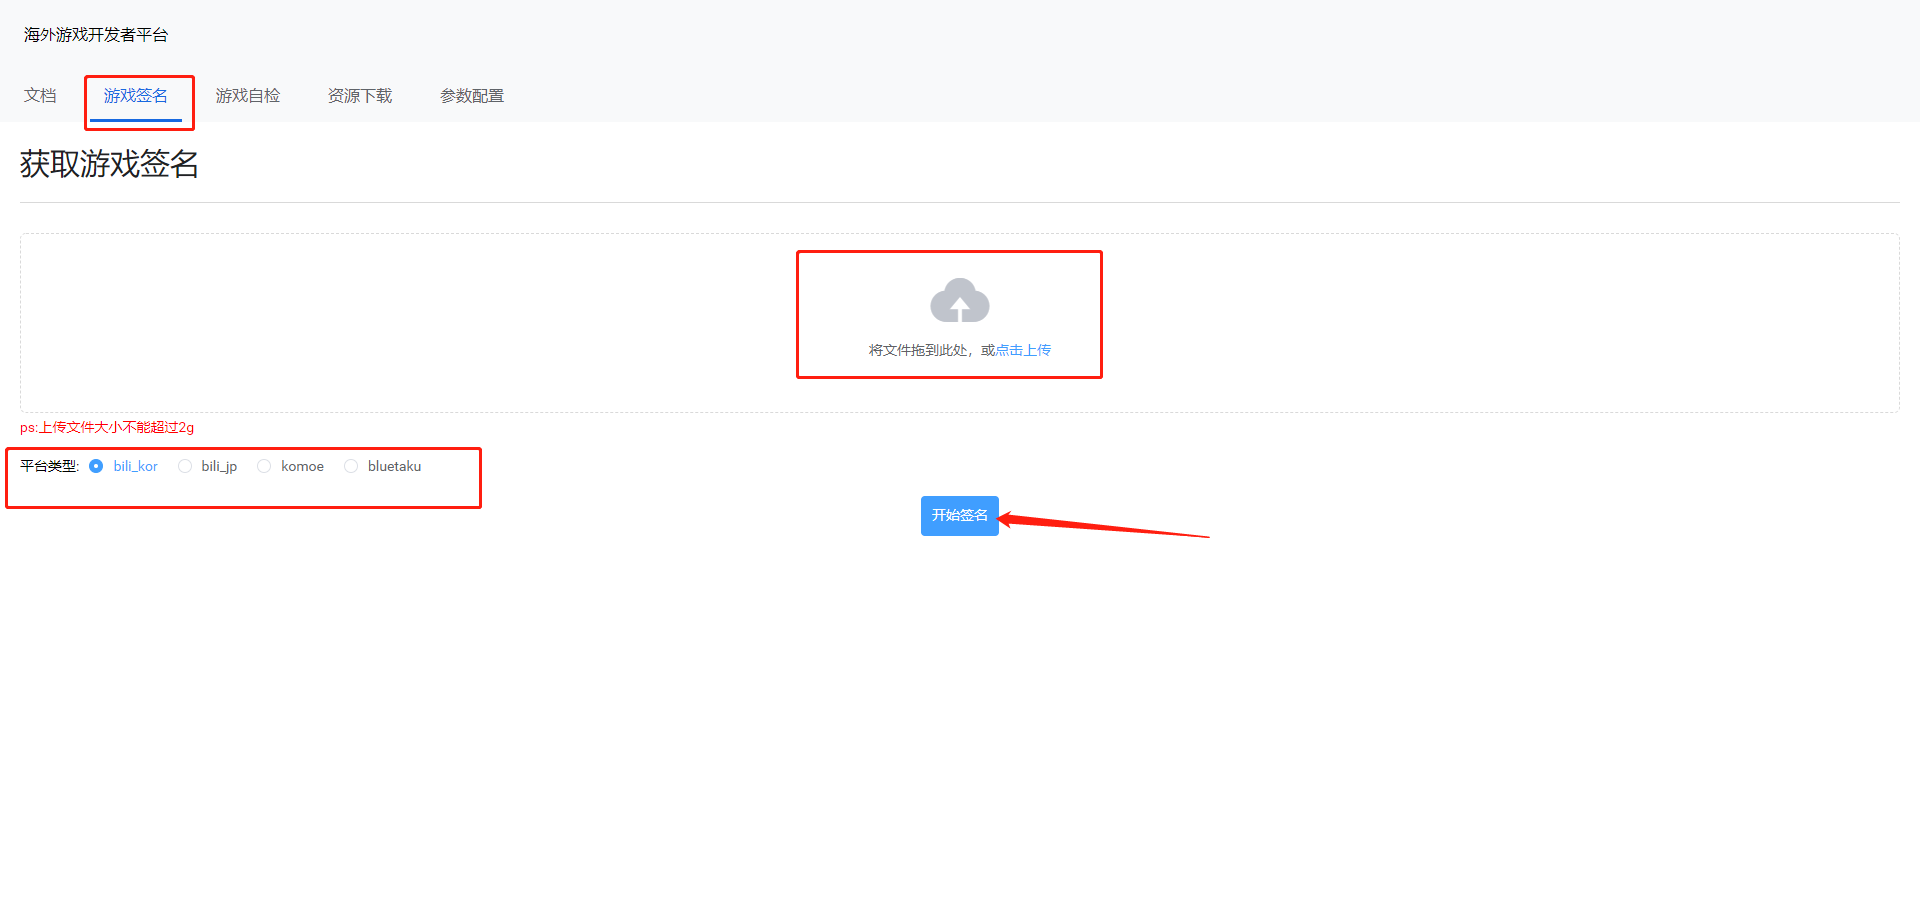 海外游戏开发者平台
文档 游戏签名 游戏自检 资源下载 参数配置
获取游戏签名
将文件拖到此处，或点击上传
ps:上传文件大小不能超过2g
平台类型: bili_kor bili_jp komoe bluetaku
开始签名